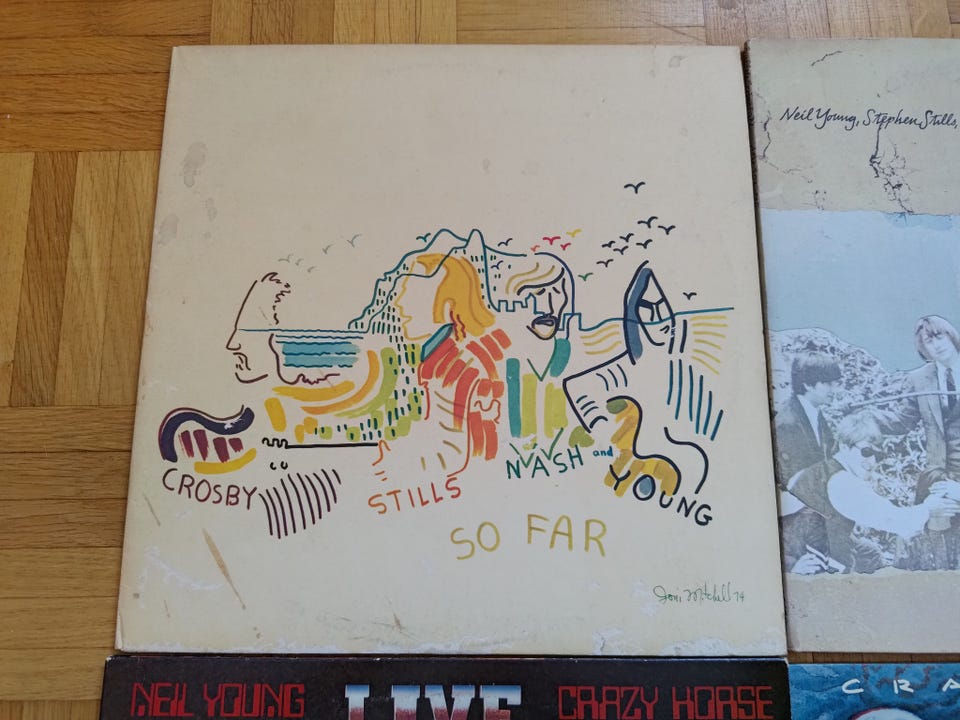 Neil Young, Stephen Stills,
CROSBY
STILLS
NASH and
YOUNG
SO FAR
Joni Mitchell 74
NEIL YOUNG LIVE CRAZY HORSE
CRA